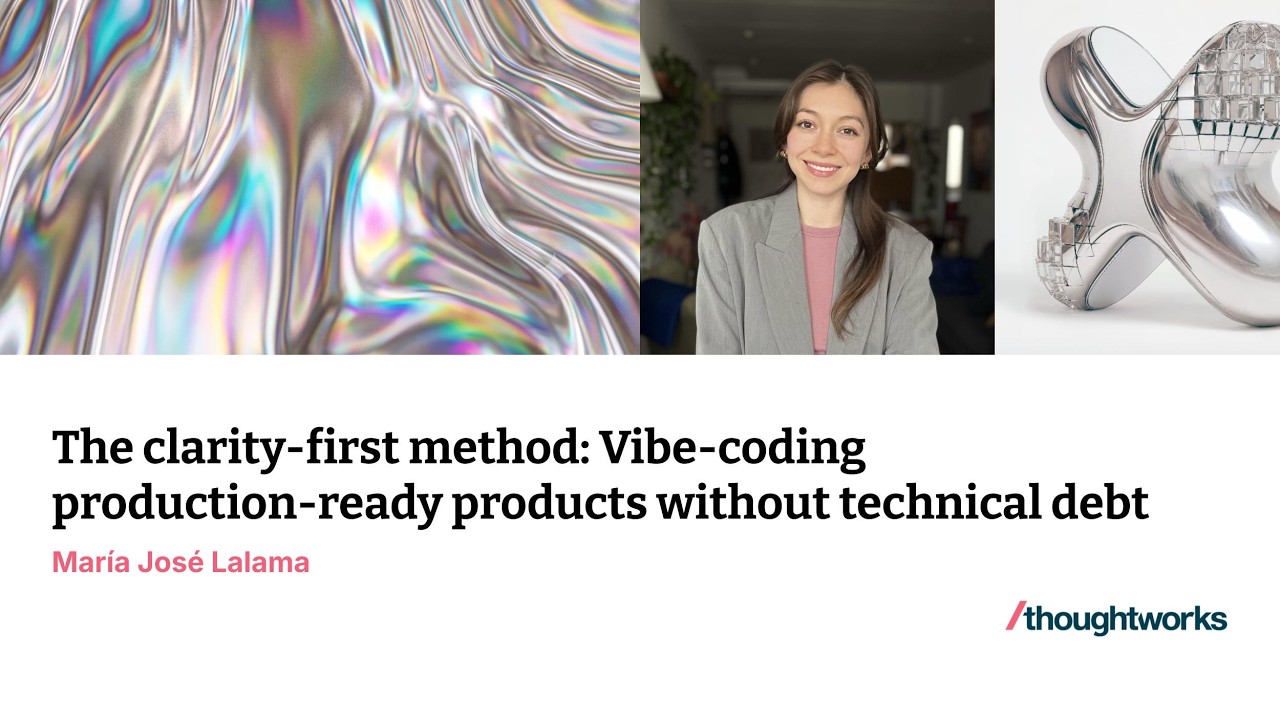 The clarity-first method: Vibe-coding
production-ready products without technical debt
María José Lalama
/thoughtworks